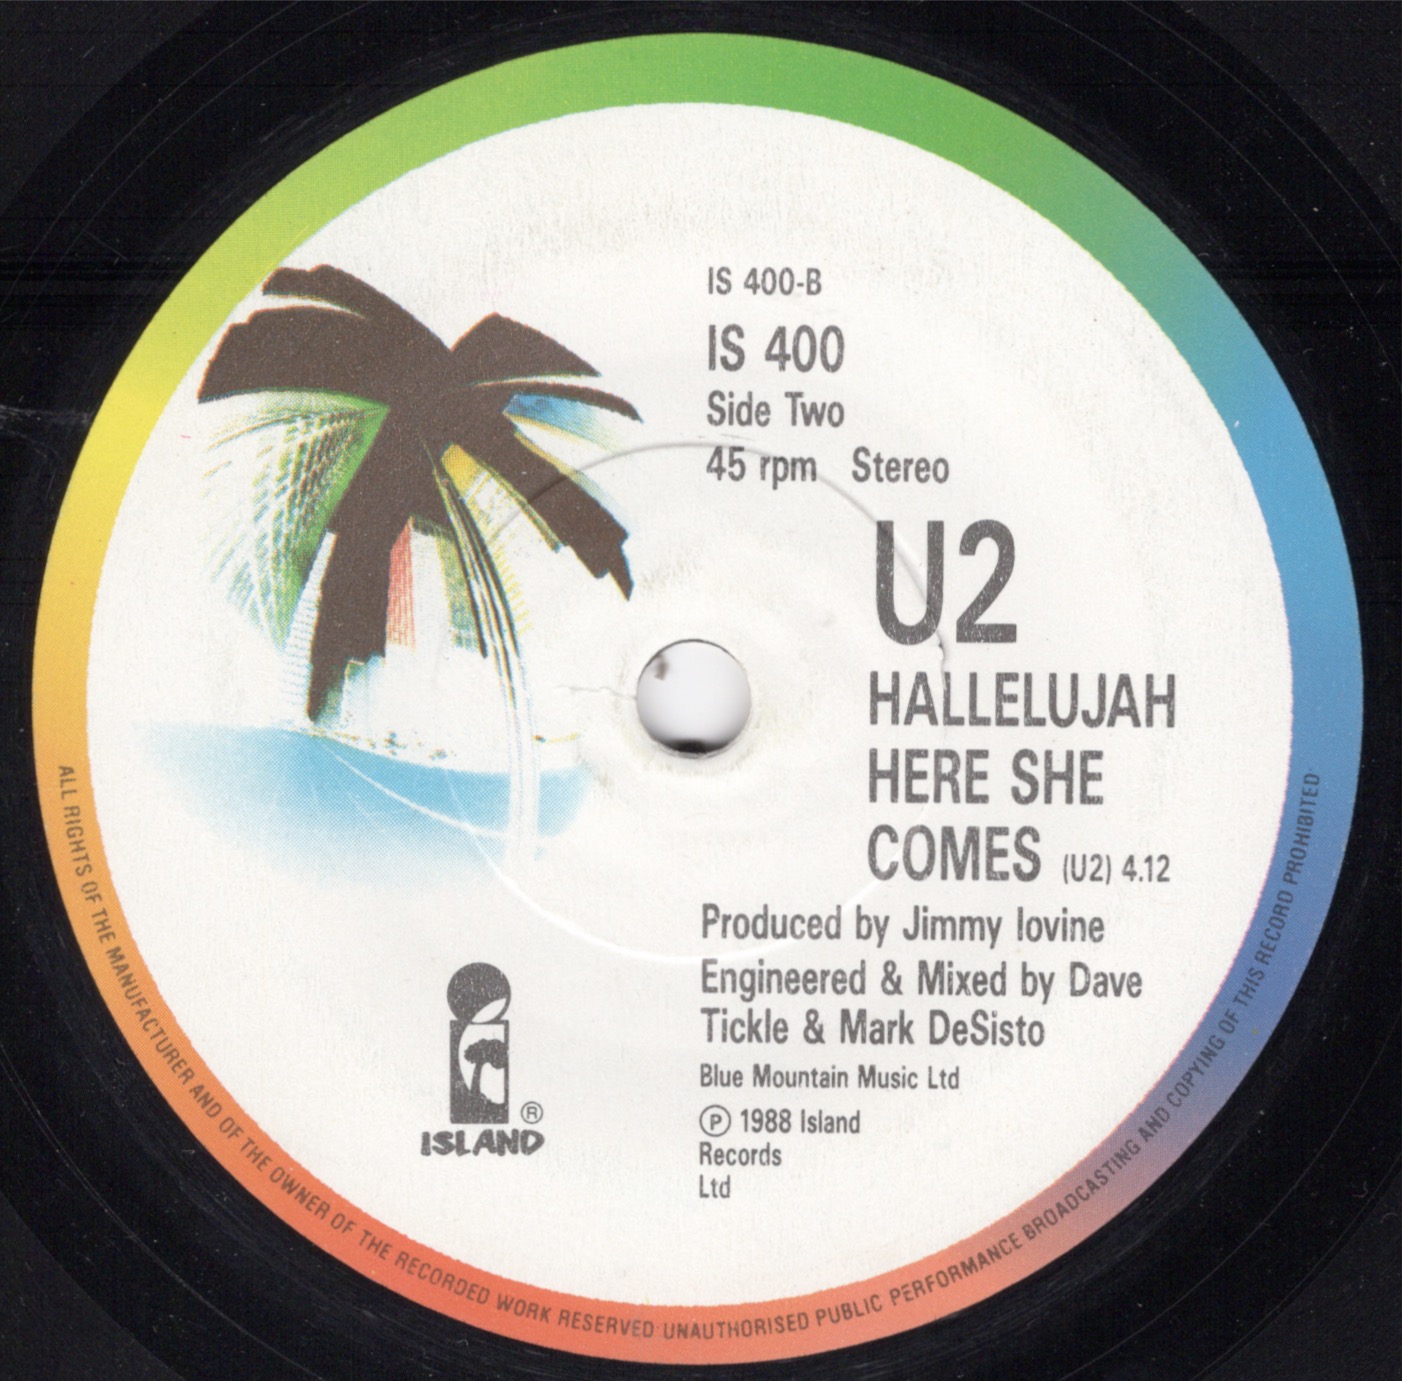 IS 400-B
IS 400
Side Two
45 rpm Stereo
U2
HALLELUJAH
HERE SHE
COMES (U2) 4.12
Produced by Jimmy Iovine
Engineered & Mixed by Dave
Tickle & Mark DeSisto
Blue Mountain Music Ltd
Ⓟ 1988 Island
Records
Ltd
ISLAND ®
ALL RIGHTS OF THE MANUFACTURER AND OF THE OWNER OF THE RECORDED WORK RESERVED UNAUTHORISED PUBLIC PERFORMANCE BROADCASTING AND COPYING OF THIS RECORD PROHIBITED